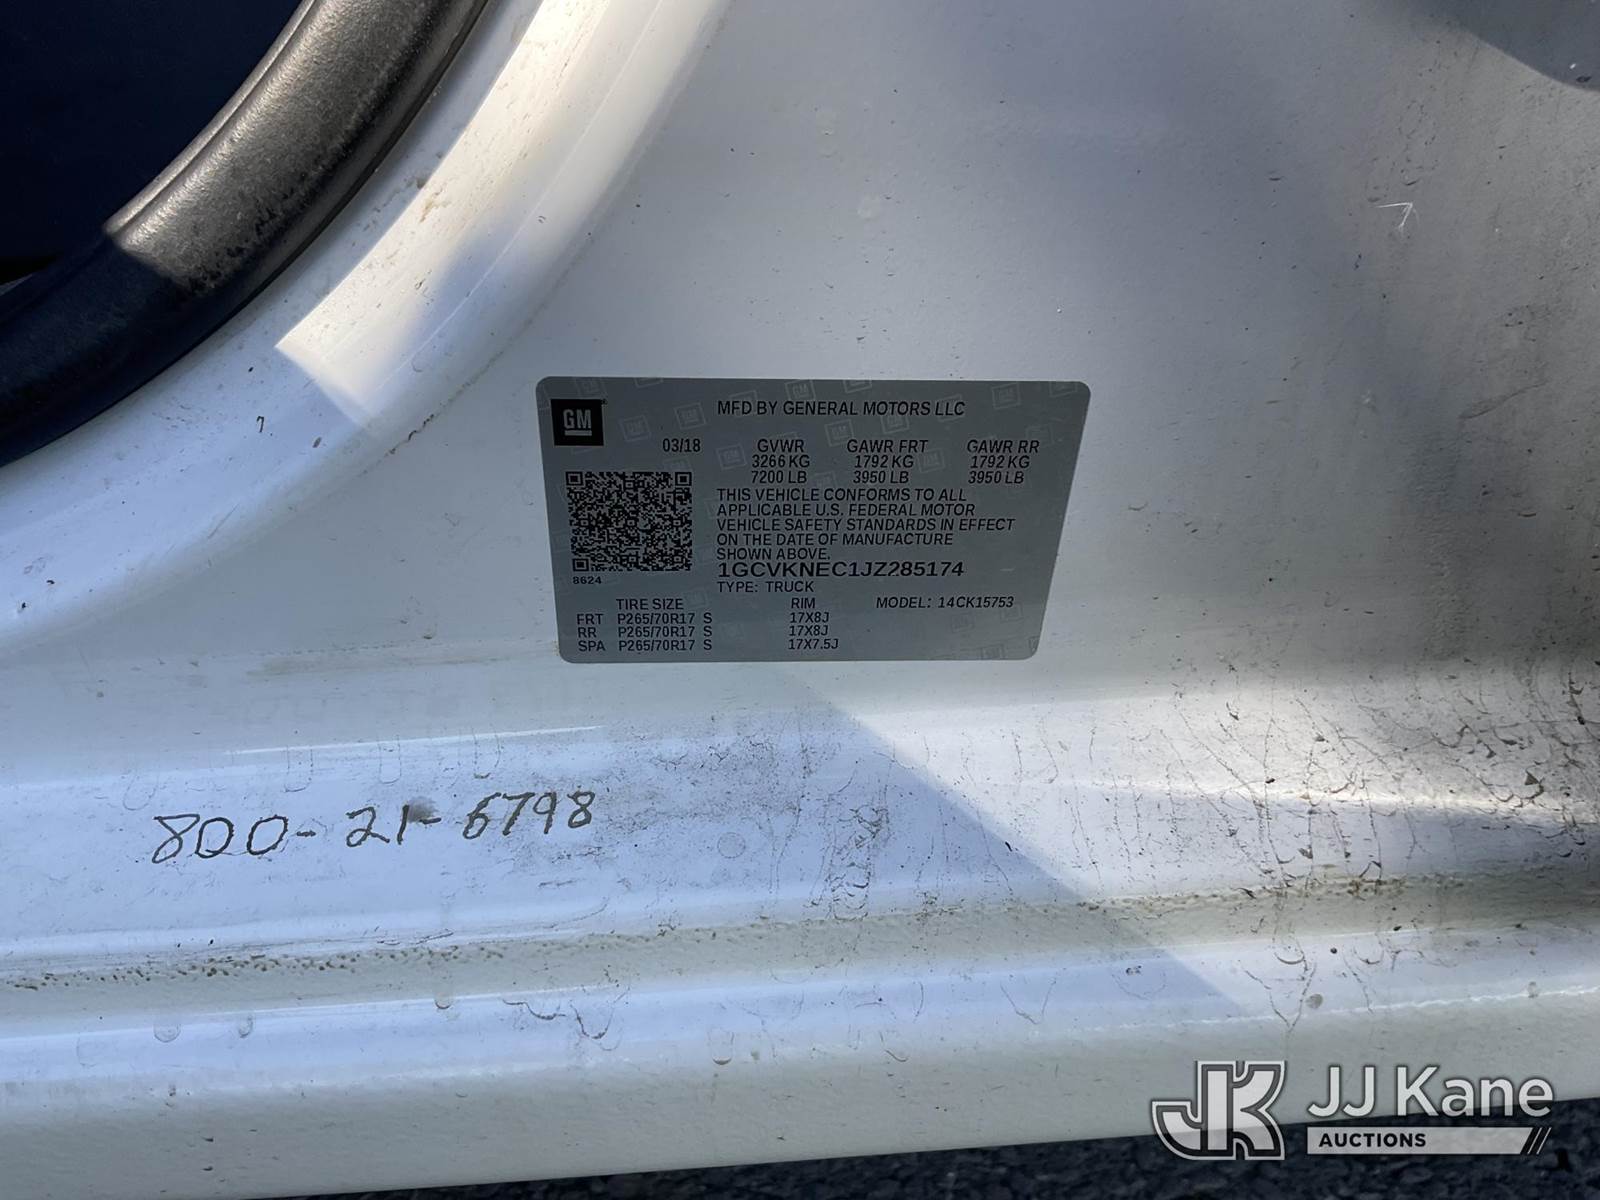 GM
MFD BY GENERAL MOTORS LLC
03/18 GVWR GAWR FRT GAWR RR
3266 KG 1792 KG 1792 KG
7200 LB 3950 LB 3950 LB
THIS VEHICLE CONFORMS TO ALL
APPLICABLE U.S. FEDERAL MOTOR
VEHICLE SAFETY STANDARDS IN EFFECT
ON THE DATE OF MANUFACTURE
SHOWN ABOVE.
1GCVKNEC1JZ285174
8624
TYPE: TRUCK
TIRE SIZE RIM MODEL: 14CK15753
FRT P265/70R17 S 17X8J
RR P265/70R17 S 17X8J
SPA P265/70R17 S 17X7.5J
800-21-6798
JK JJ Kane
AUCTIONS